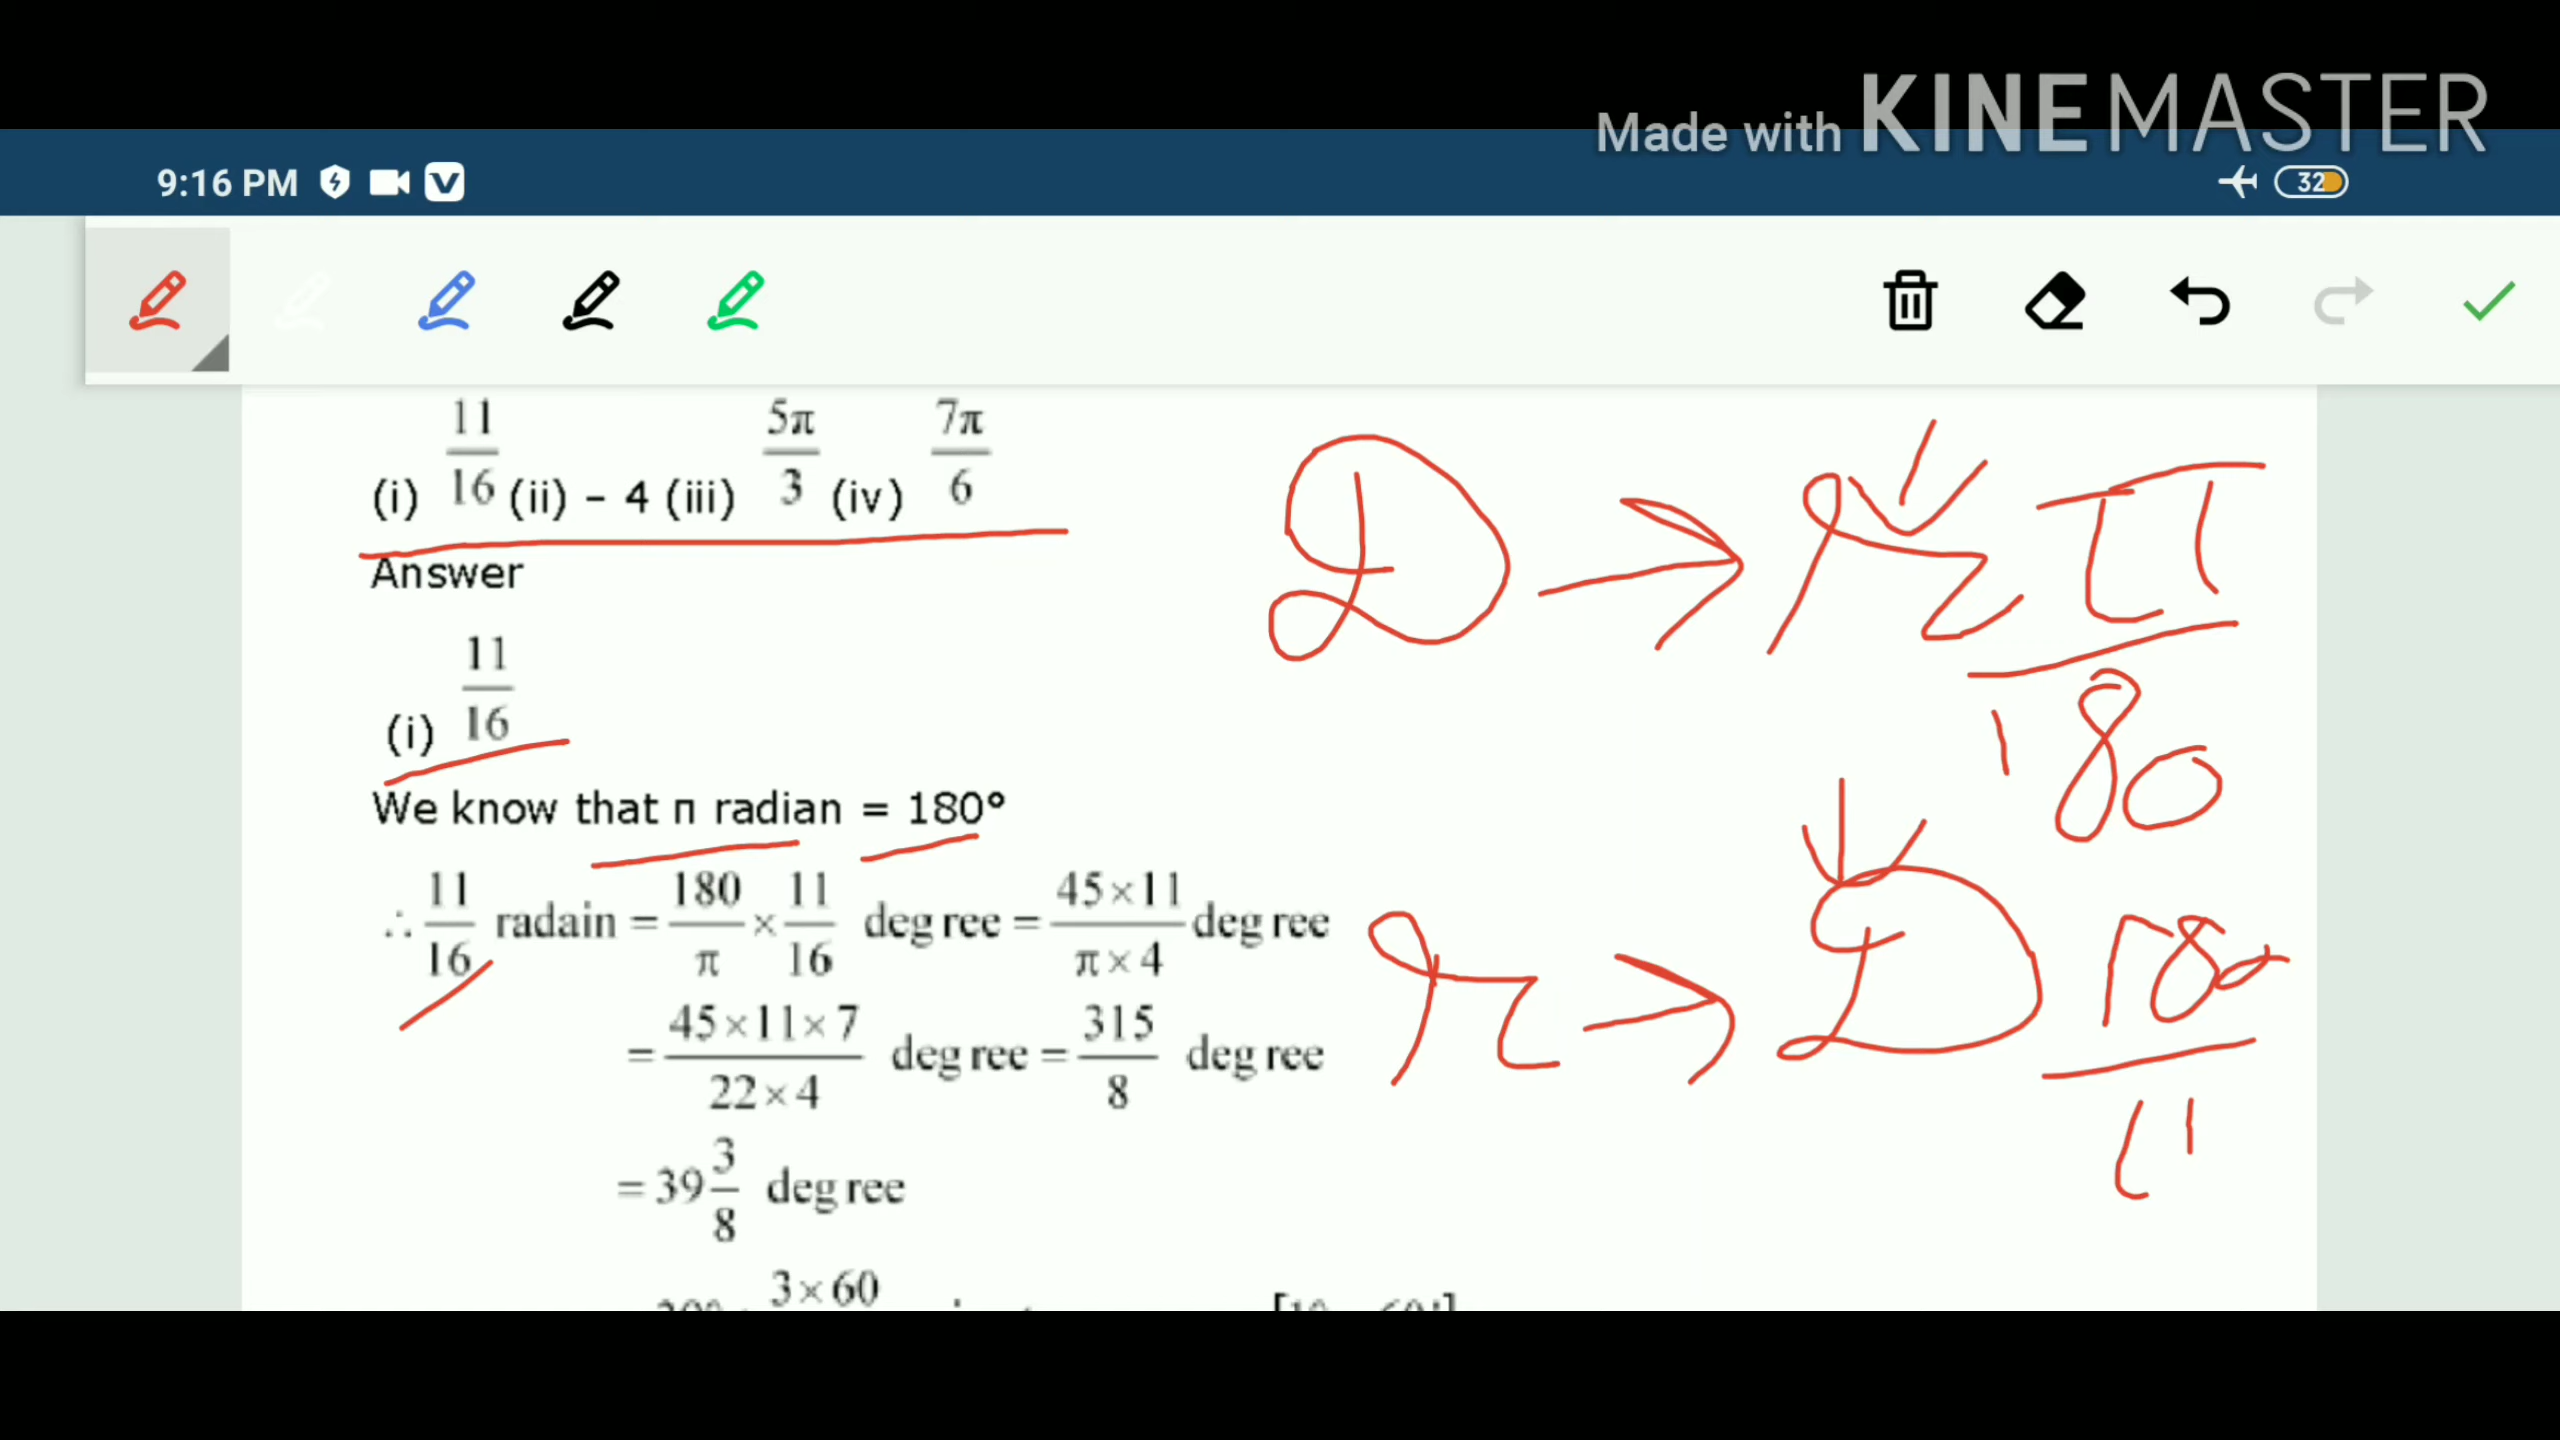 Made with KINEMASTER
9:16 PM
32
(i) 11/16 (ii) – 4 (iii) 5π/3 (iv) 7π/6
Answer
(i) 11/16
We know that π radian = 180°
∴ 11/16 radain = 180/π × 11/16 deg ree = 45×11/π×4 deg ree
= 45×11×7/22×4 deg ree = 315/8 deg ree
= 39 3/8 deg ree
3×60
D → R π/180
R → D 180/π